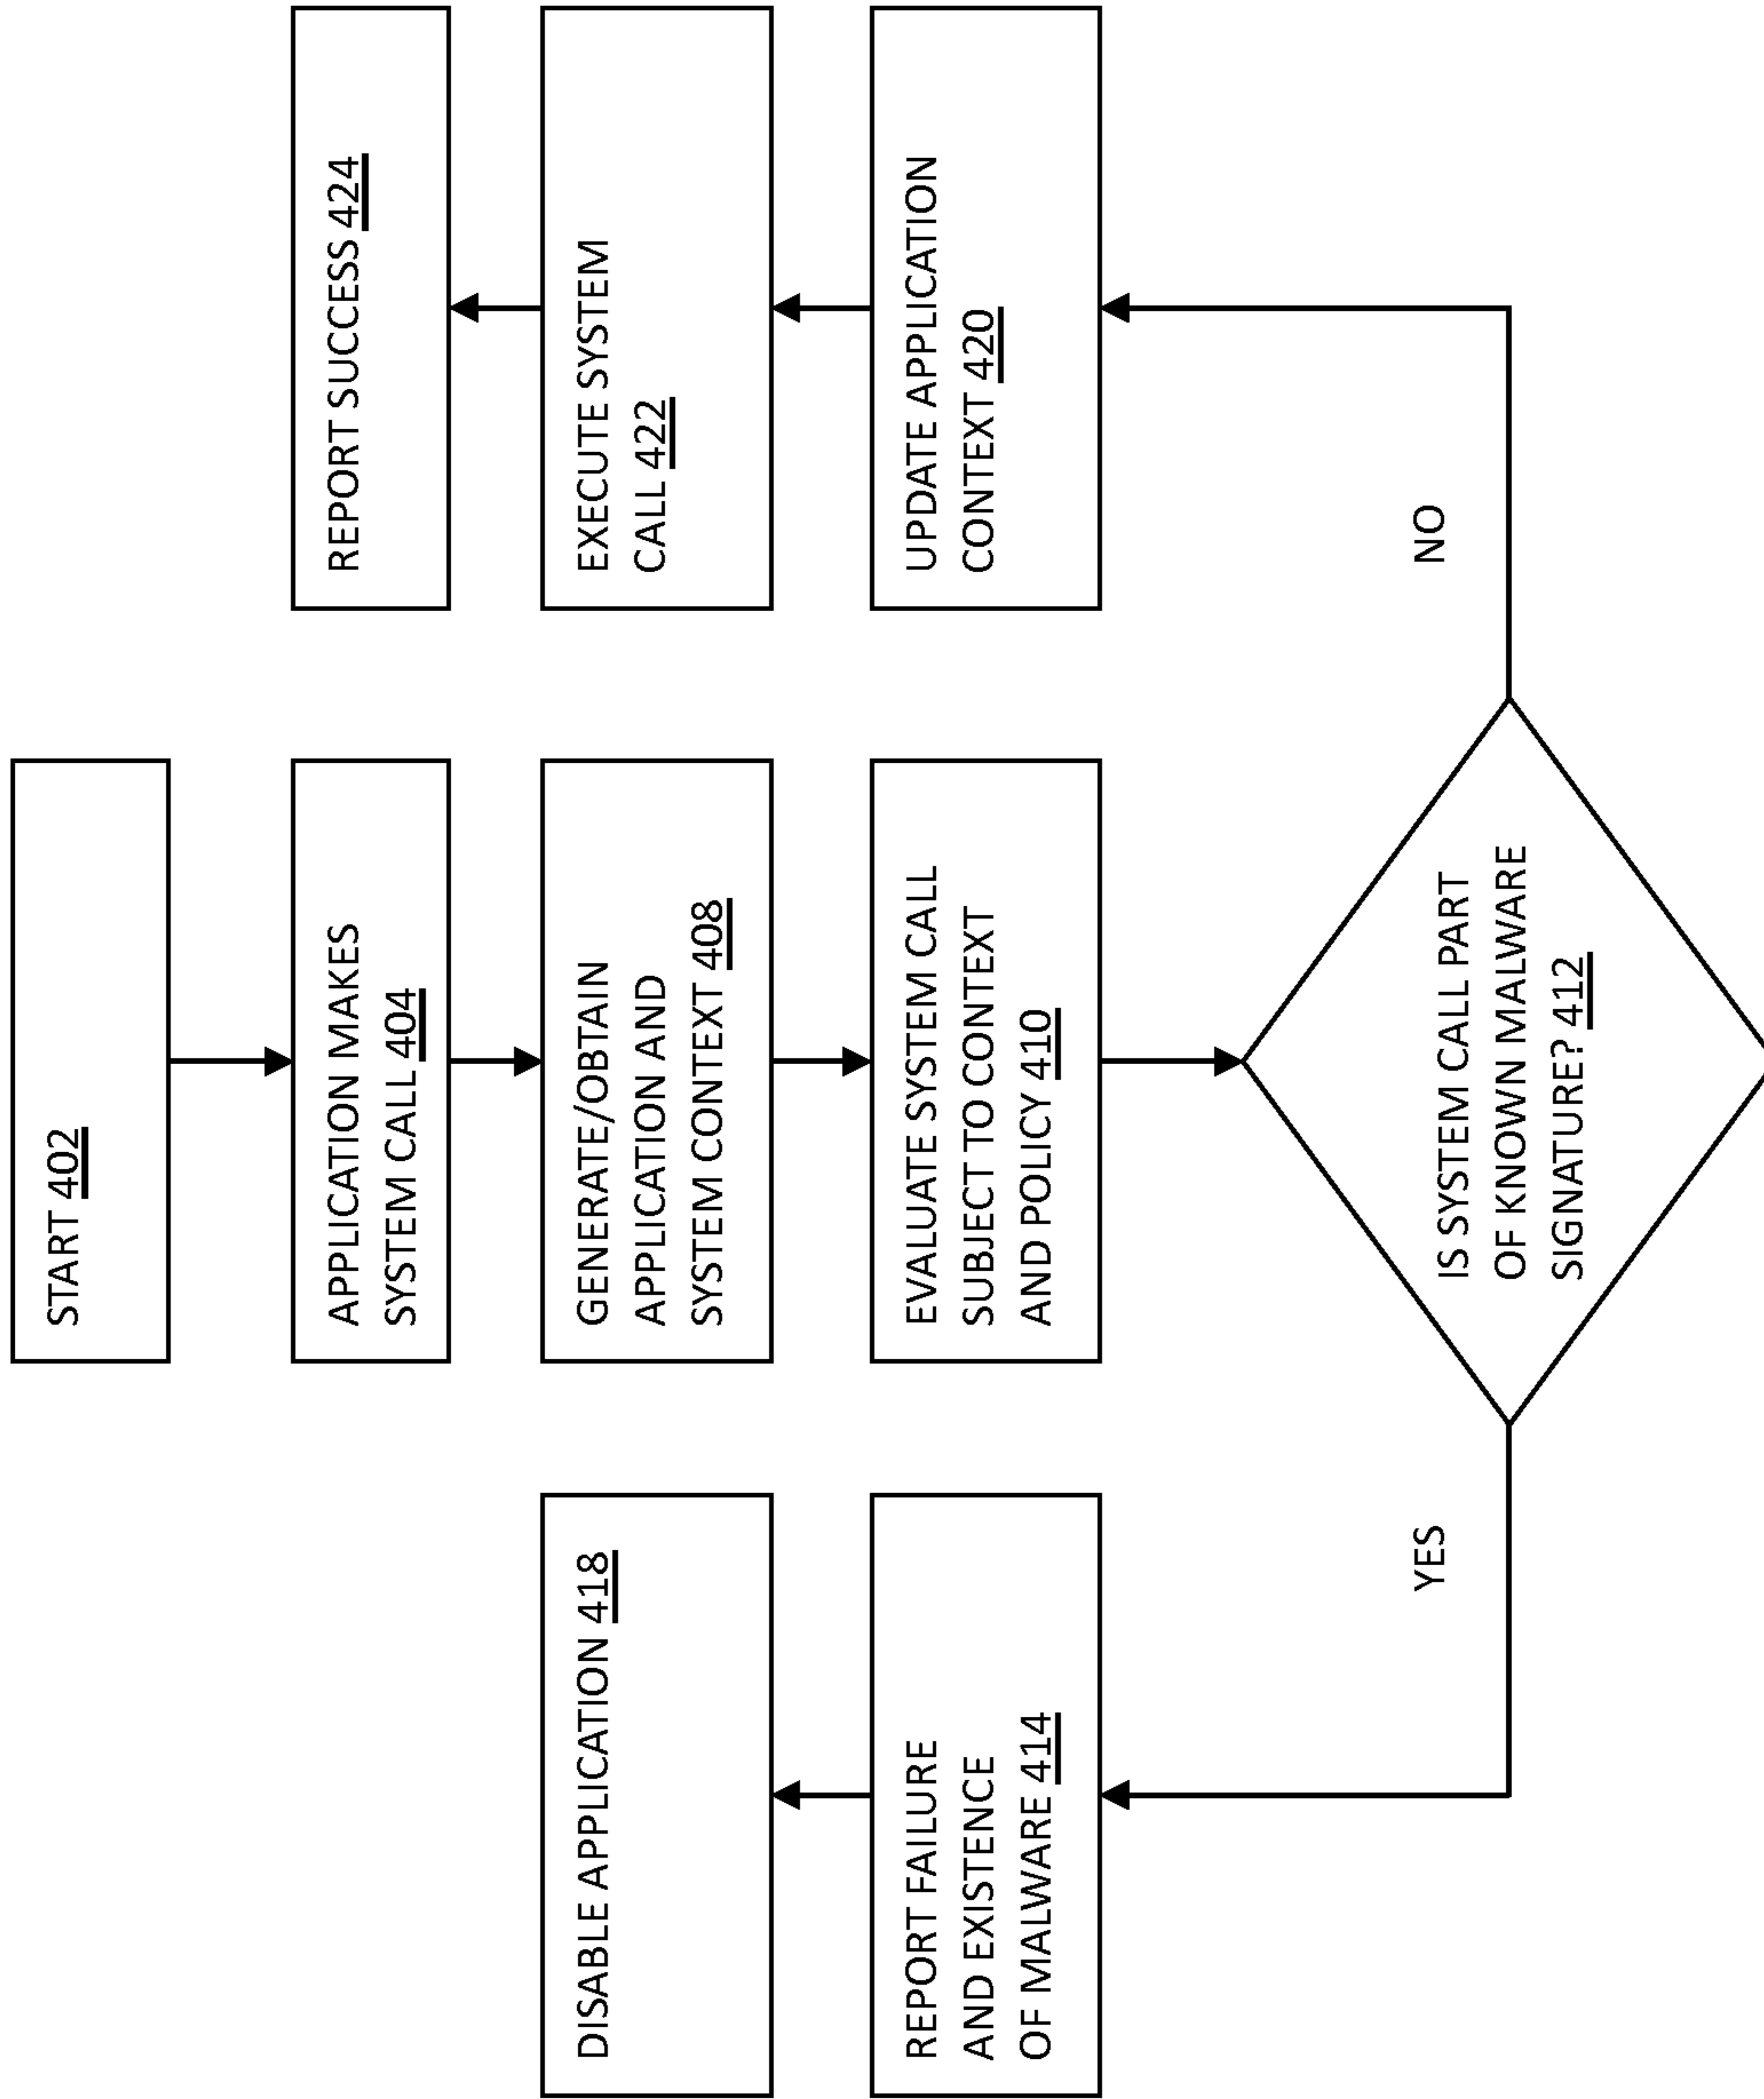 START 402
APPLICATION MAKES
SYSTEM CALL 404
GENERATE/OBTAIN
APPLICATION AND
SYSTEM CONTEXT 408
EVALUATE SYSTEM CALL
SUBJECT TO CONTEXT
AND POLICY 410
IS SYSTEM CALL PART
OF KNOWN MALWARE
SIGNATURE? 412
YES
REPORT FAILURE
AND EXISTENCE
OF MALWARE 414
DISABLE APPLICATION 418
NO
UPDATE APPLICATION
CONTEXT 420
EXECUTE SYSTEM
CALL 422
REPORT SUCCESS 424